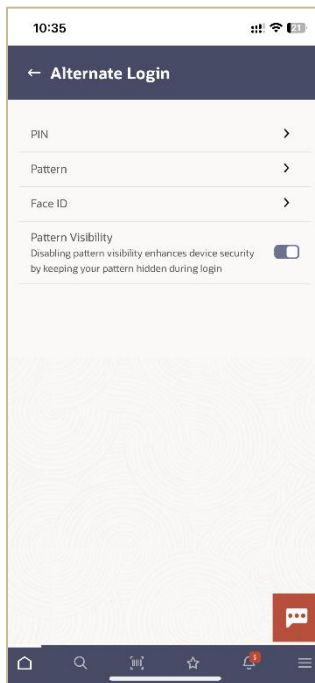 10:35
21
← Alternate Login
PIN
Pattern
Face ID
Pattern Visibility
Disabling pattern visibility enhances device security
by keeping your pattern hidden during login